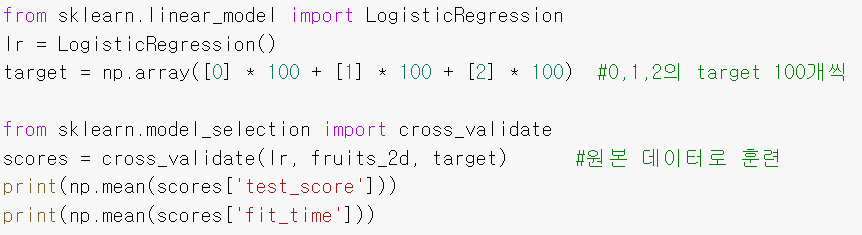 from sklearn.linear_model import LogisticRegression
lr = LogisticRegression()
target = np.array([0] * 100 + [1] * 100 + [2] * 100)  #0,1,2의 target 100개씩
from sklearn.model_selection import cross_validate
scores = cross_validate(lr, fruits_2d, target)      #원본 데이터로 훈련
print(np.mean(scores['test_score']))
print(np.mean(scores['fit_time']))